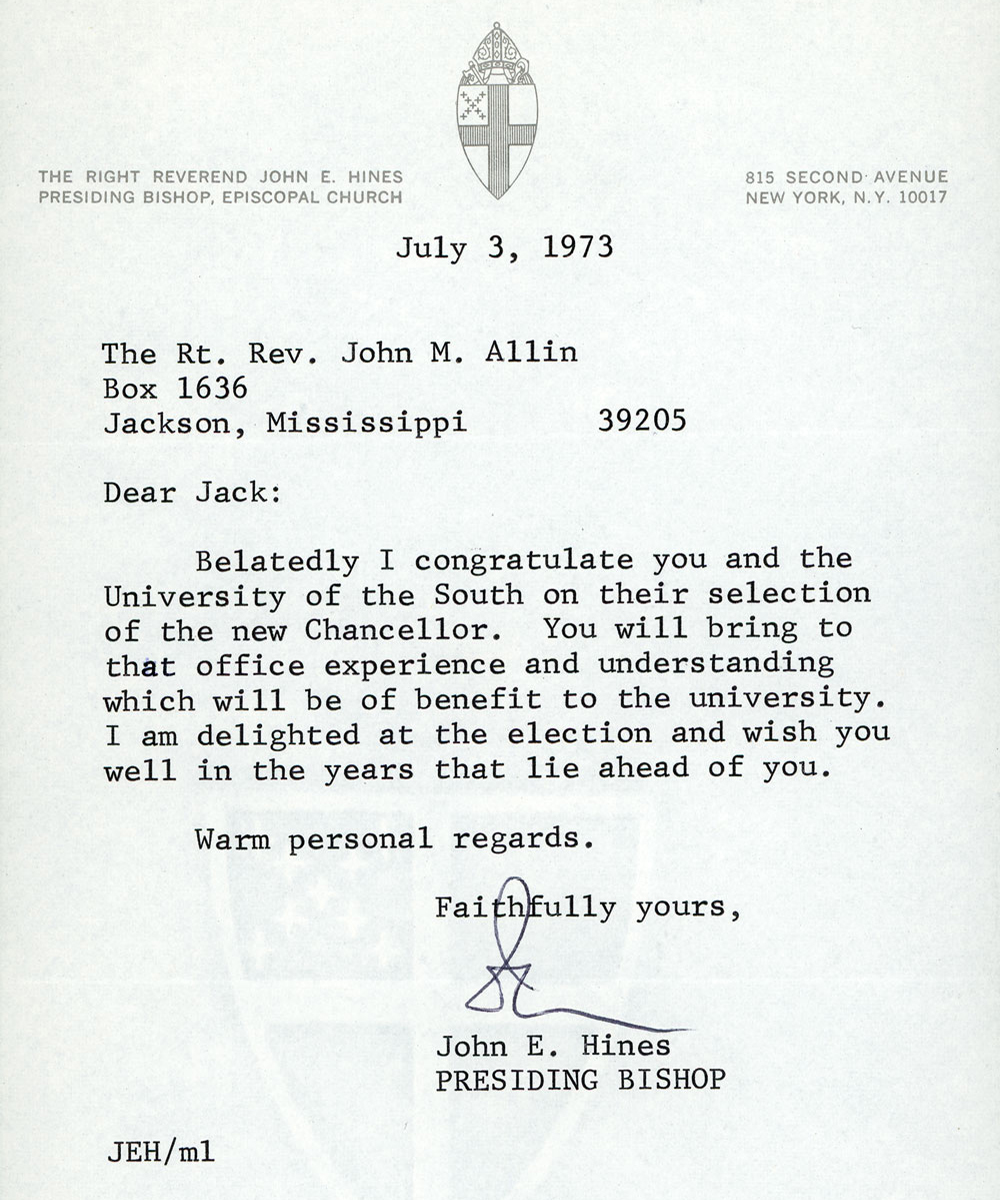 THE RIGHT REVEREND JOHN E. HINES
PRESIDING BISHOP, EPISCOPAL CHURCH
815 SECOND AVENUE
NEW YORK, N.Y. 10017
July 3, 1973
The Rt. Rev. John M. Allin
Box 1636
Jackson, Mississippi 39205
Dear Jack:
Belatedly I congratulate you and the
University of the South on their selection
of the new Chancellor. You will bring to
that office experience and understanding
which will be of benefit to the university.
I am delighted at the election and wish you
well in the years that lie ahead of you.
Warm personal regards.
Faithfully yours,
John E. Hines
PRESIDING BISHOP
JEH/ml